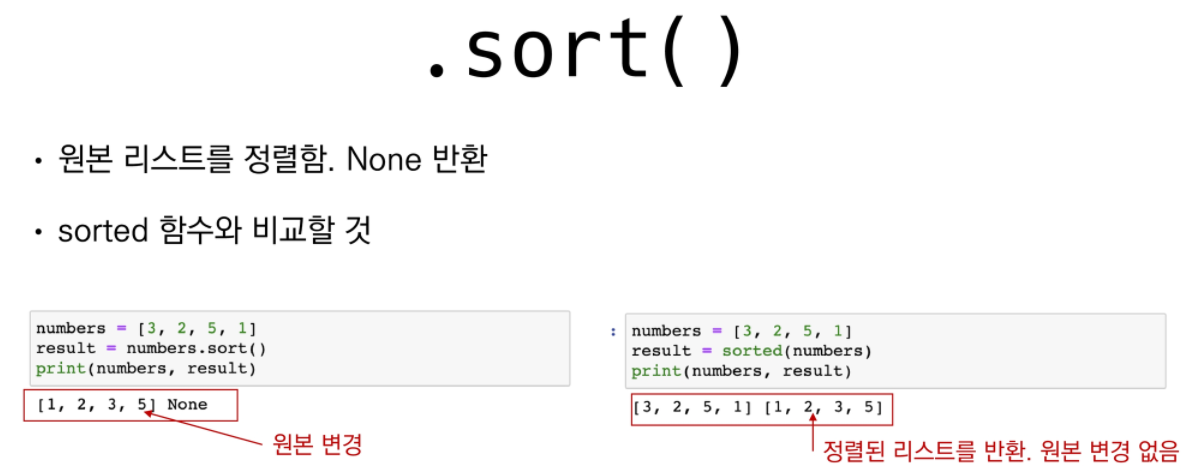 .sort()
• 원본 리스트를 정렬함. None 반환
• sorted 함수와 비교할 것
numbers = [3, 2, 5, 1]
result = numbers.sort()
print(numbers, result)
[1, 2, 3, 5] None
원본 변경
: numbers = [3, 2, 5, 1]
result = sorted(numbers)
print(numbers, result)
[3, 2, 5, 1] [1, 2, 3, 5]
정렬된 리스트를 반환. 원본 변경 없음